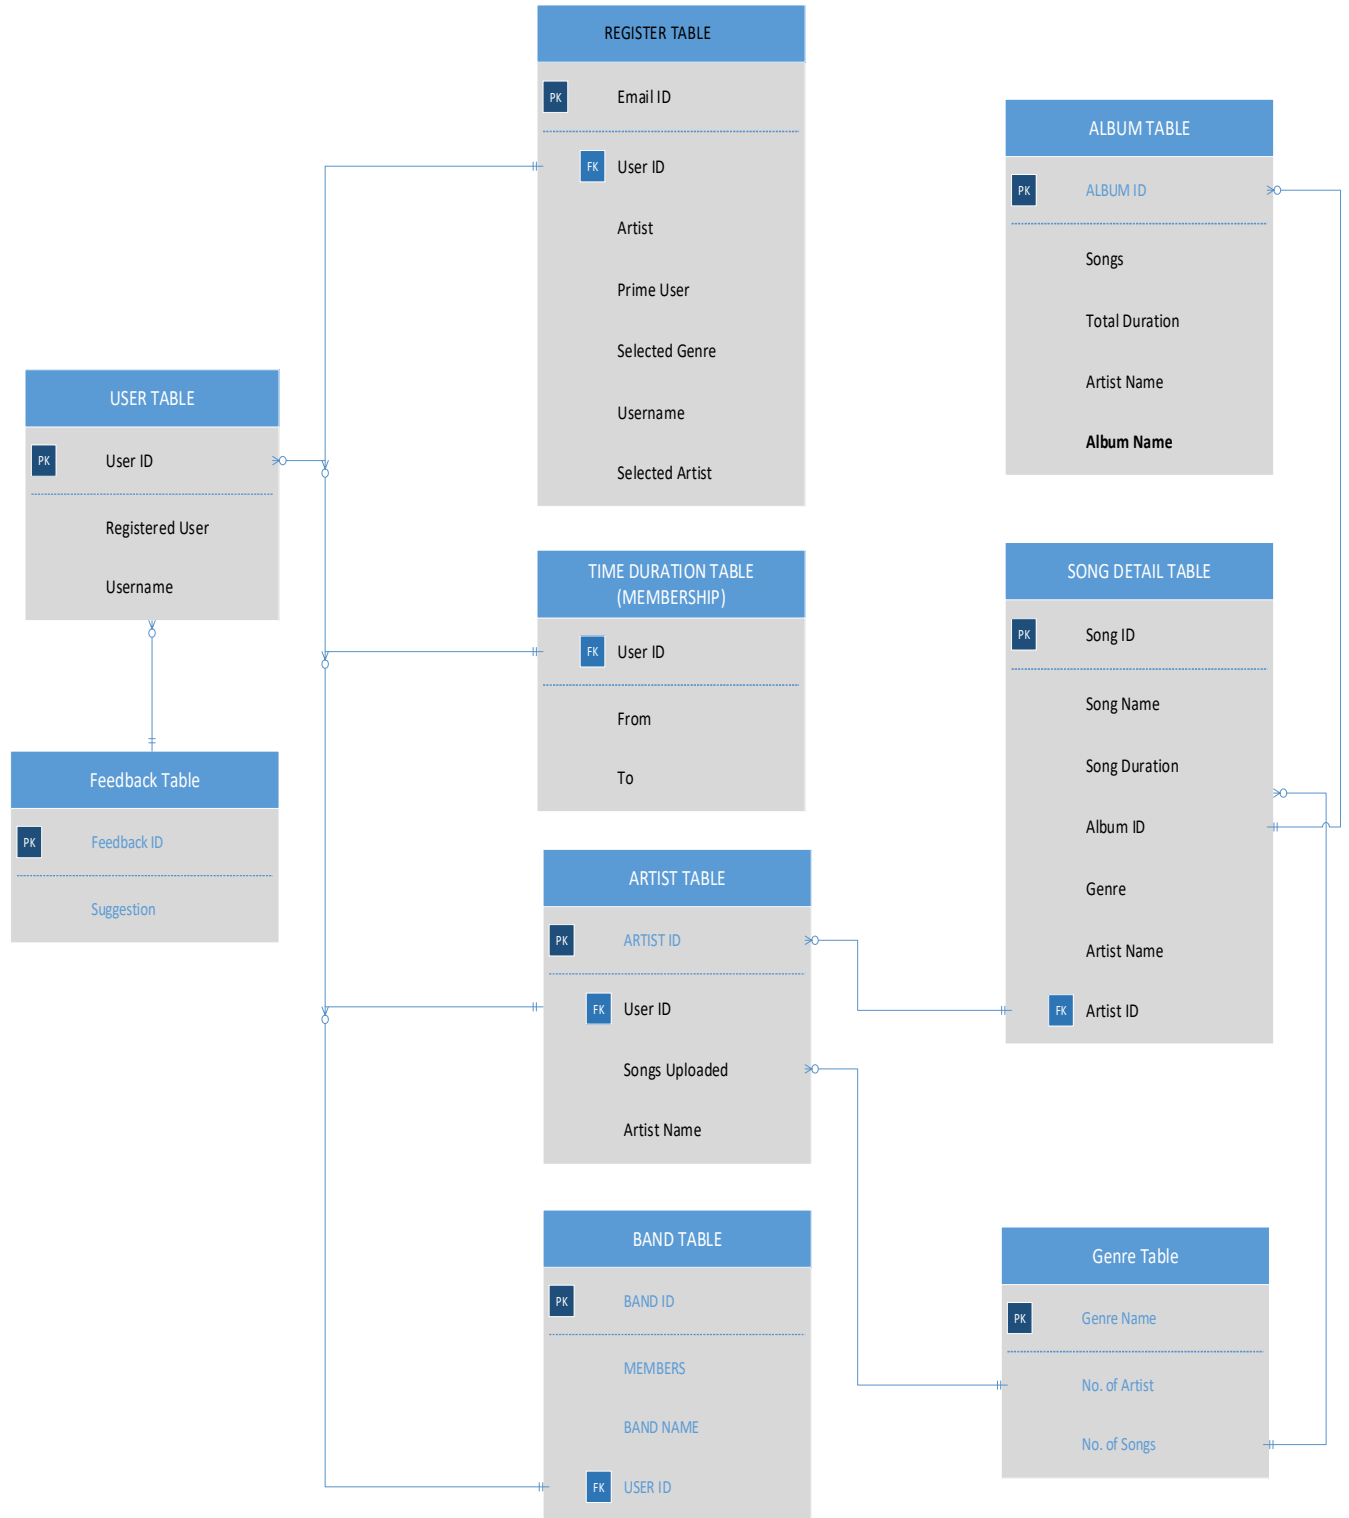 REGISTER TABLE
PK Email ID
FK User ID
Artist
Prime User
Selected Genre
Username
Selected Artist
ALBUM TABLE
PK ALBUM ID
Songs
Total Duration
Artist Name
Album Name
USER TABLE
PK User ID
Registered User
Username
TIME DURATION TABLE
(MEMBERSHIP)
FK User ID
From
To
SONG DETAIL TABLE
PK Song ID
Song Name
Song Duration
Album ID
Genre
Artist Name
FK Artist ID
Feedback Table
PK Feedback ID
Suggestion
ARTIST TABLE
PK ARTIST ID
FK User ID
Songs Uploaded
Artist Name
BAND TABLE
PK BAND ID
MEMBERS
BAND NAME
FK USER ID
Genre Table
PK Genre Name
No. of Artist
No. of Songs